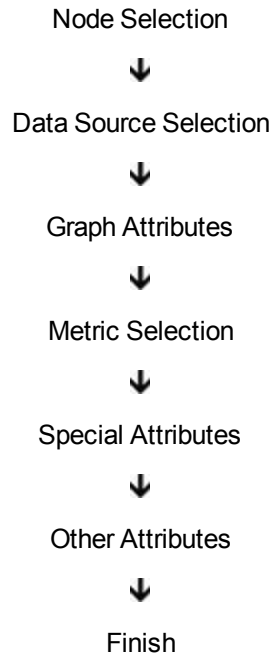 Node Selection
Data Source Selection
Graph Attributes
Metric Selection
Special Attributes
Other Attributes
Finish